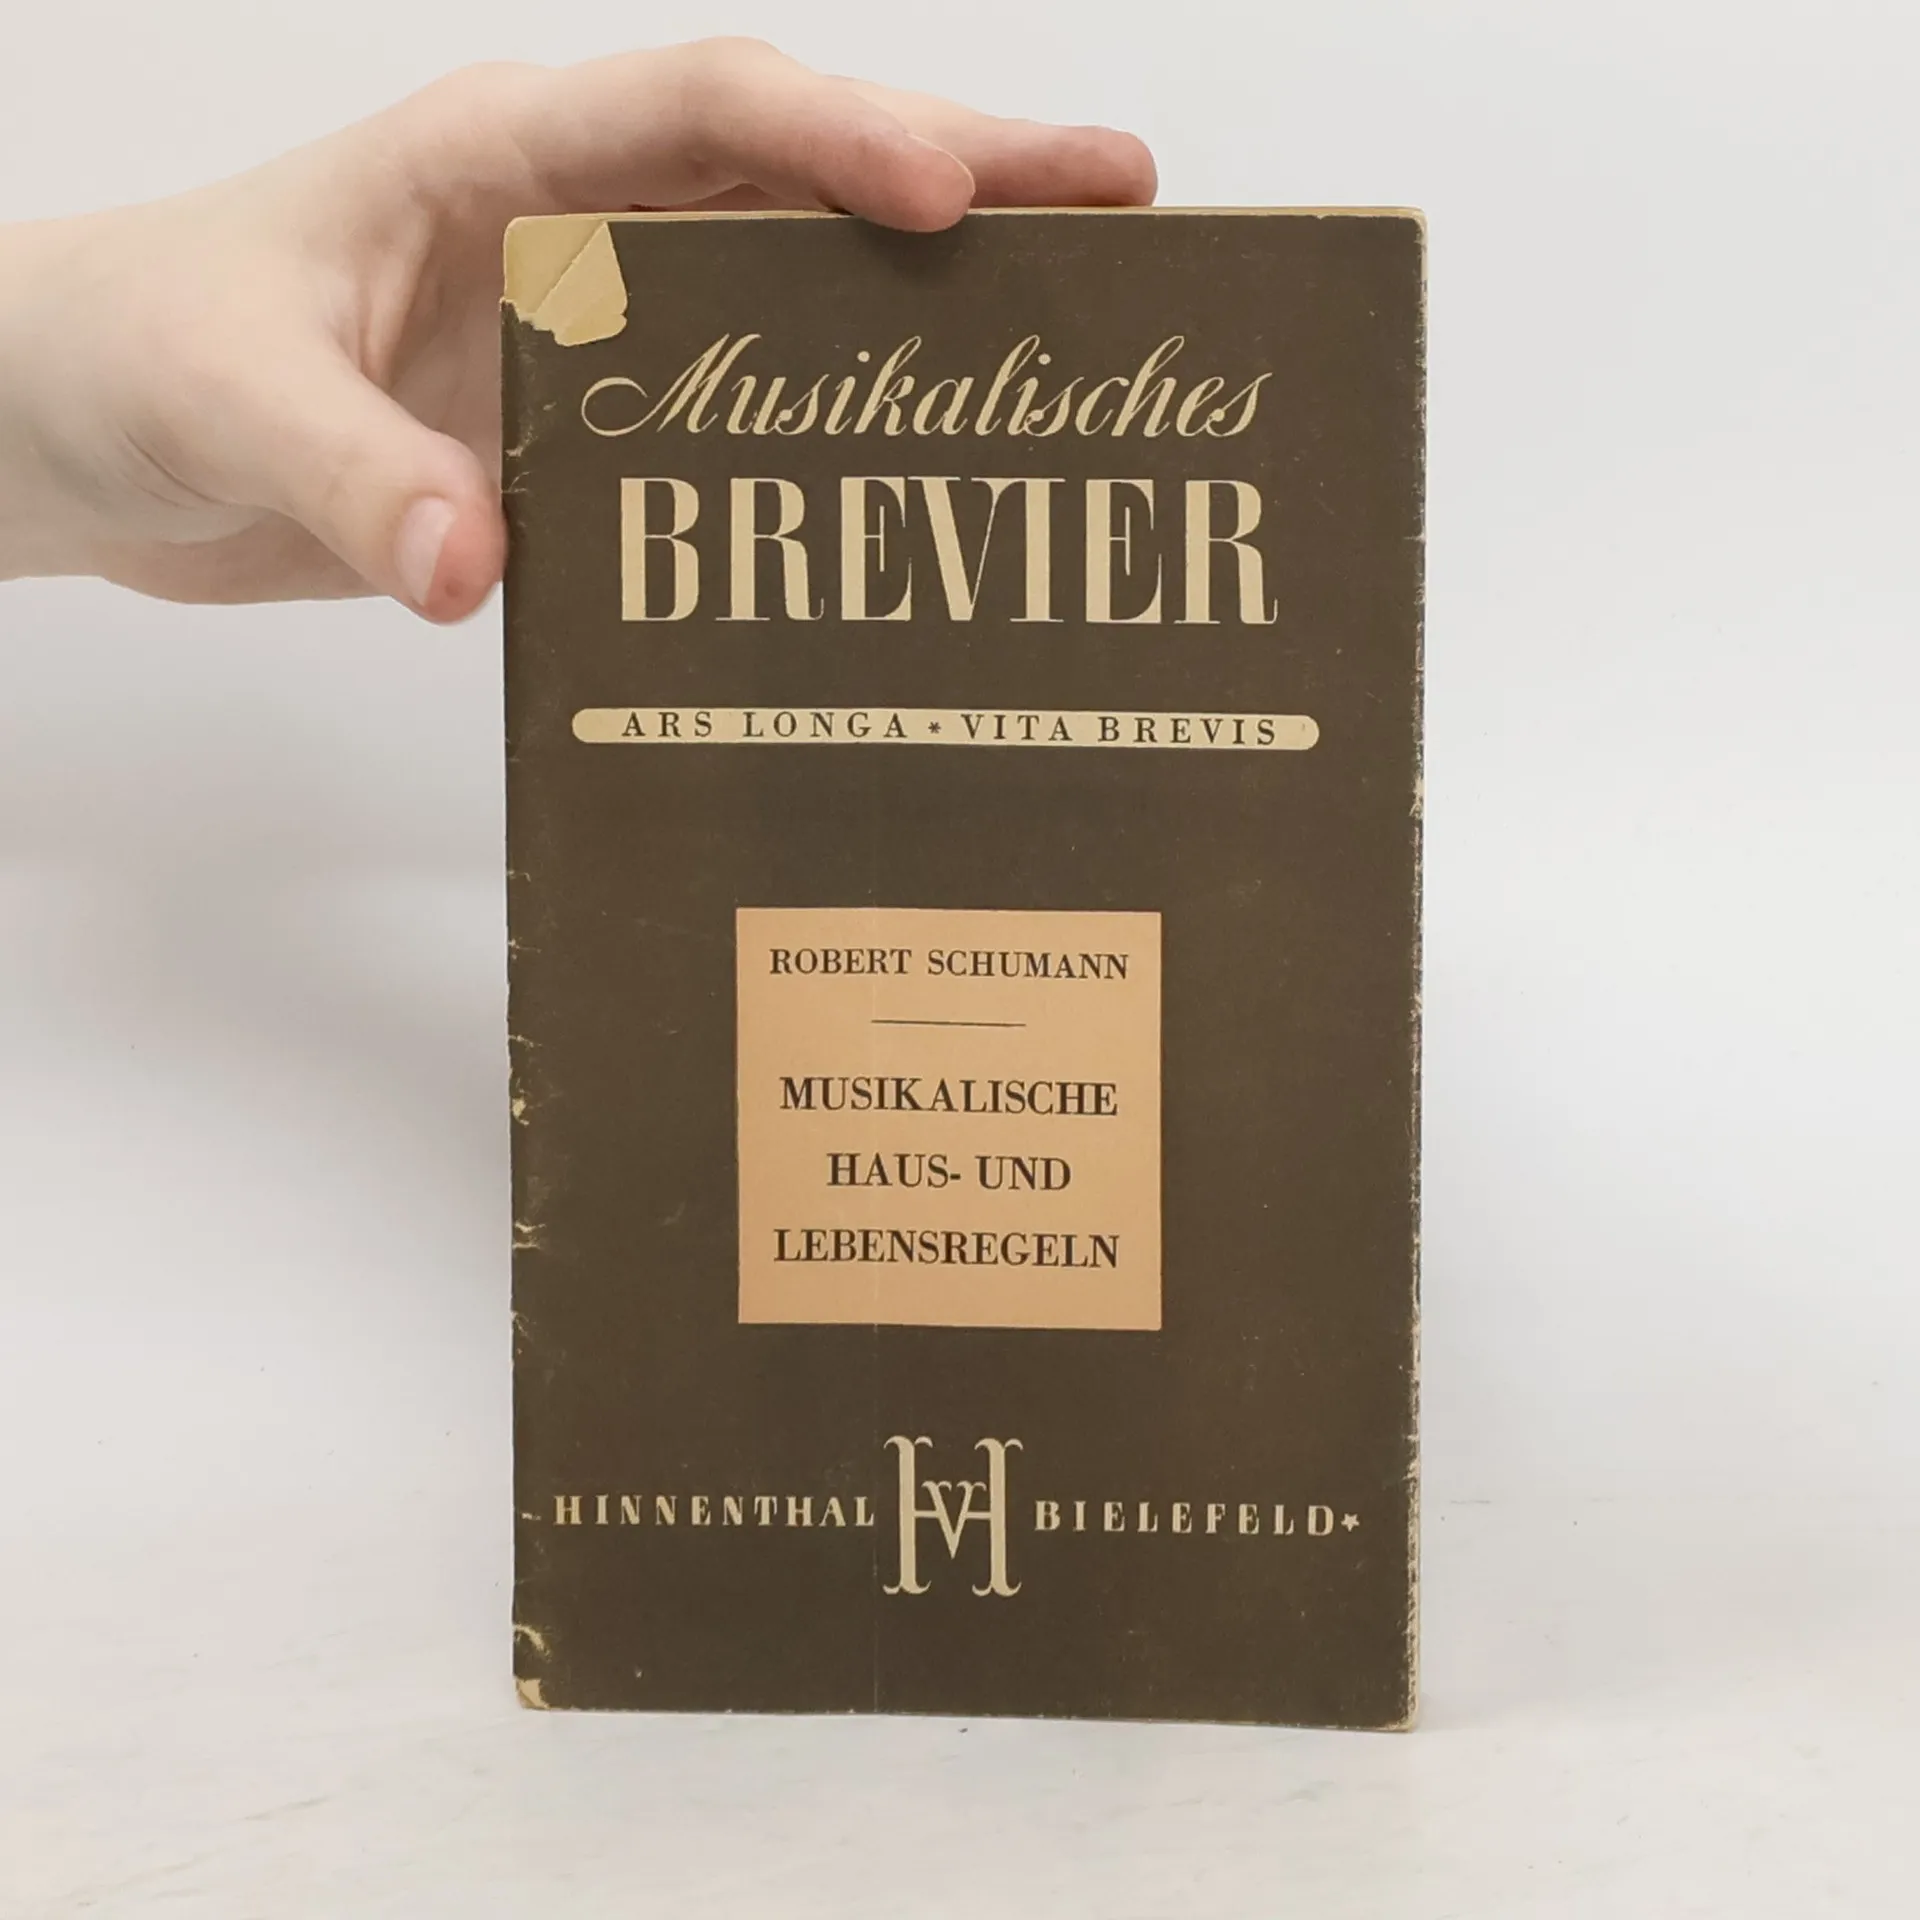 Musikalisches
BREVIER
ARS LONGA * VITA BREVIS
ROBERT SCHUMANN
MUSIKALISCHE
HAUS- UND
LEBENSREGELN
HINNENTHAL HVH BIELEFELD